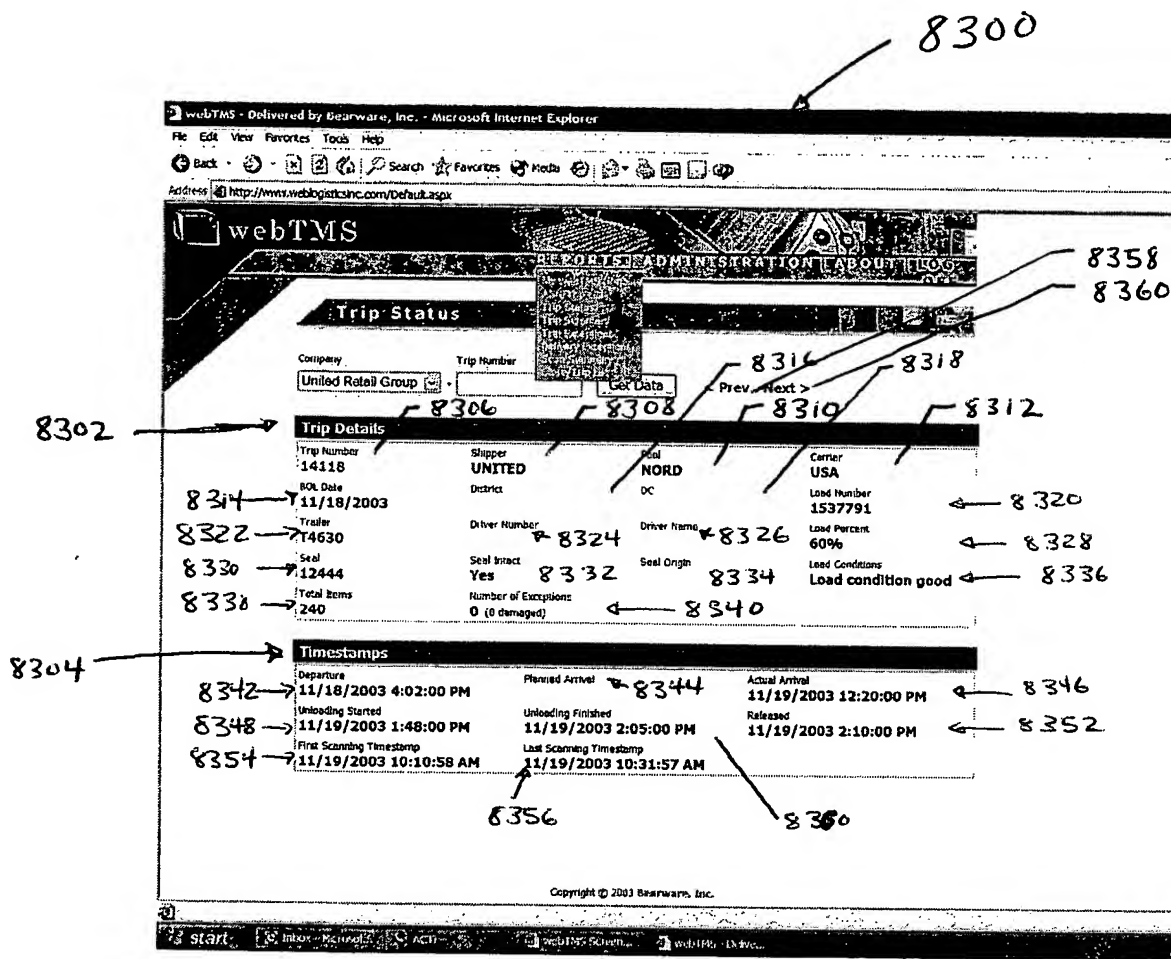 8300
webTMS - Delivered by Bearware, Inc. - Microsoft Internet Explorer
File Edit View Favorites Tools Help
Back Search Favorites Media
Address http://www.weblogisticsinc.com/Default.aspx
webTMS
REPORTS ADMINISTRATION ABOUT LOG
8358
8360
Trip Status
Company Trip Number 8316 8318
United Retail Group Get Data < Prev Next >
8306 8308 8310 8312
8302
Trip Details
Trip Number Shipper Pool Carrier
14118 UNITED NORD USA
BOL Date District DC Load Number
8314 11/18/2003 1537791 8320
Trailer Driver Number Driver Name Load Percent
8322 T4630 8324 8326 60% 8328
Seal Seal Intact Seal Origin Load Conditions
8330 12444 Yes 8332 8334 Load condition good 8336
Total Items Number of Exceptions
8338 240 0 (0 damaged) 8340
8304
Timestamps
Departure Planned Arrival Actual Arrival
8342 11/18/2003 4:02:00 PM 8344 11/19/2003 12:20:00 PM 8346
Unloading Started Unloading Finished Released
8348 11/19/2003 1:48:00 PM 11/19/2003 2:05:00 PM 11/19/2003 2:10:00 PM 8352
First Scanning Timestamp Last Scanning Timestamp
8354 11/19/2003 10:10:58 AM 11/19/2003 10:31:57 AM
8356 8350
Copyright © 2003 Bearware, Inc.
start Inbox - Microsof... ACT! webTMS Screen... webTMS - Delive...